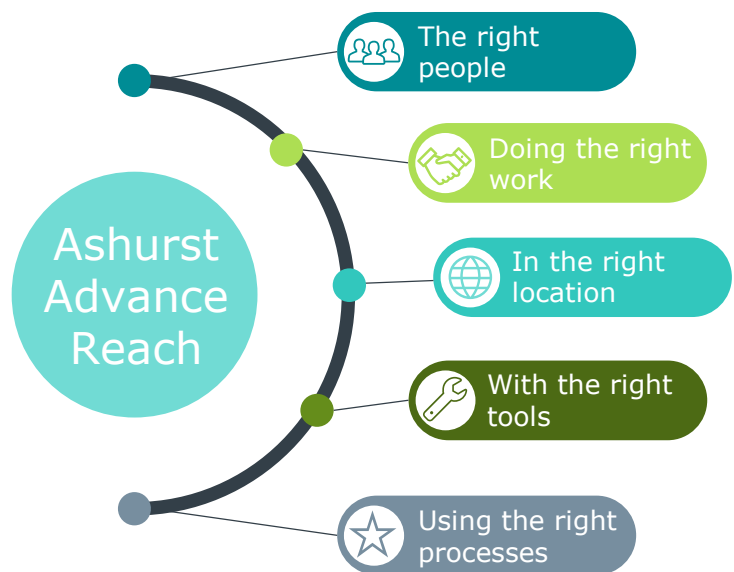 Ashurst
Advance
Reach
The right
people
Doing the right
work
In the right
location
With the right
tools
Using the right
processes